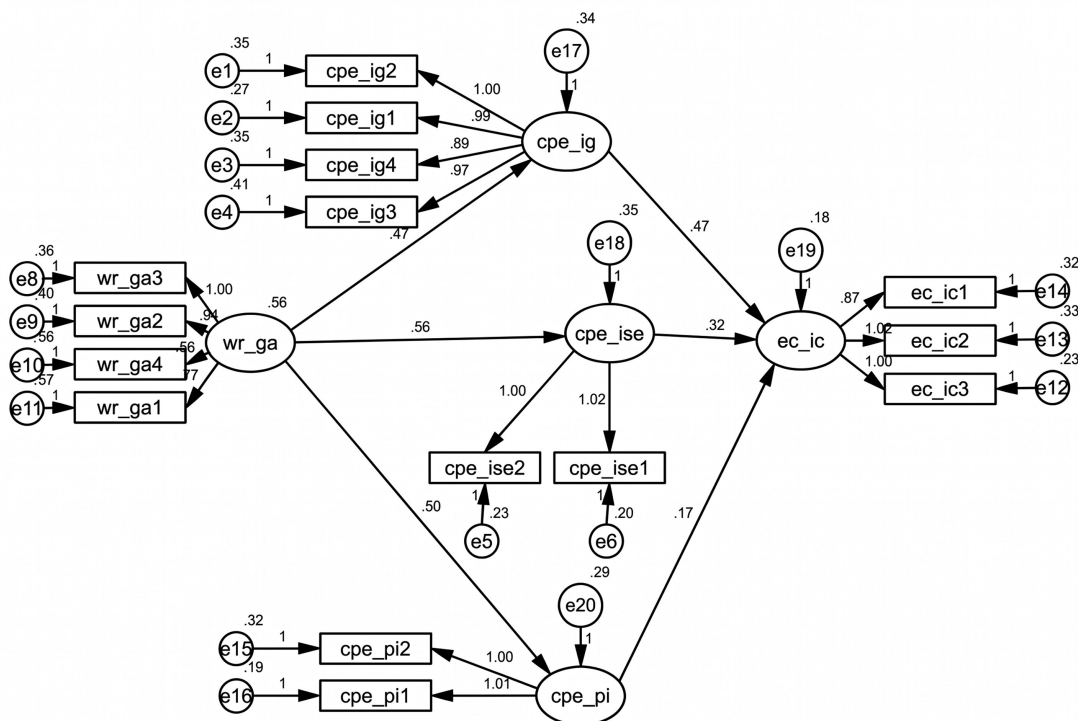 .34
e17
1
.35
e1
1
cpe_ig2
1.00
.27
e2
1
cpe_ig1
.99
.35
e3
1
cpe_ig4
.89
.41
e4
1
cpe_ig3
.97
cpe_ig
.47
.47
.35
e18
1
.18
e19
1
.36
e8
1
wr_ga3
1.00
.40
e9
1
wr_ga2
.94
.56
e10
1
wr_ga4
.56
.57
e11
1
wr_ga1
.77
.56
wr_ga
.56
cpe_ise
.32
ec_ic
.87
ec_ic1
1
.32
e14
1.02
ec_ic2
1
.33
e13
1.00
ec_ic3
1
.23
e12
1.00
1.02
cpe_ise2
cpe_ise1
1
.23
1
.20
e5
e6
.50
.17
.29
e20
1
.32
e15
1
cpe_pi2
1.00
.19
e16
1
cpe_pi1
1.01
cpe_pi